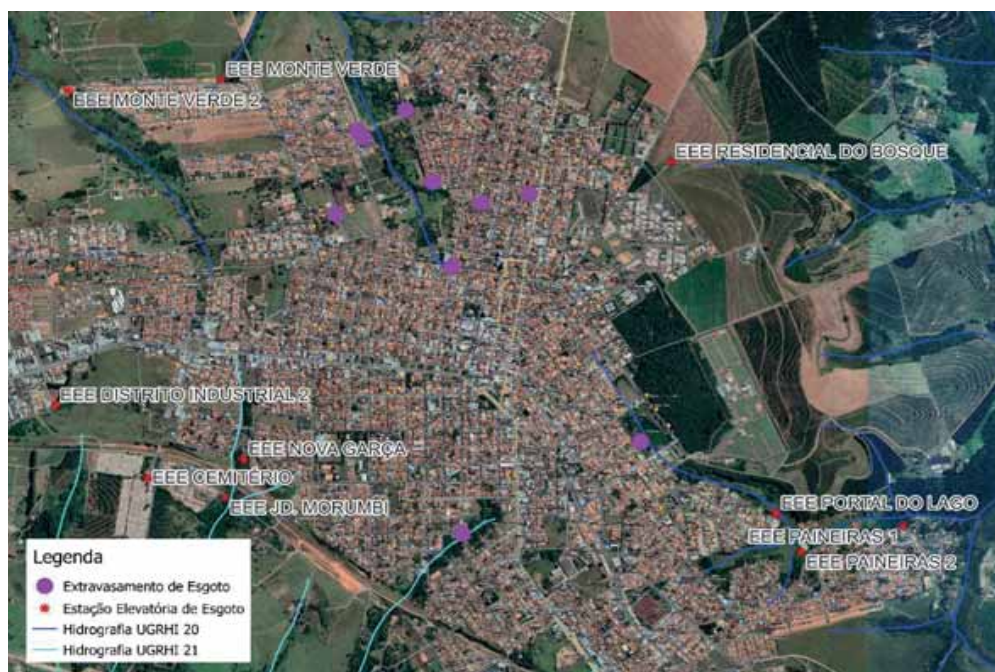 EEE MONTE VERDE
EEE MONTE VERDE 2
EEE RESIDENCIAL DO BOSQUE
EEE DISTRITO INDUSTRIAL 2
EEE NOVA GARÇA
EEE CEMITÉRIO
EEE JD. MORUMBI
EEE PORTAL DO LAGO
EEE PAINEIRAS 1
EEE PAINEIRAS 2
Legenda
Extravasamento de Esgoto
Estação Elevatória de Esgoto
Hidrografia UGRHI 20
Hidrografia UGRHI 21